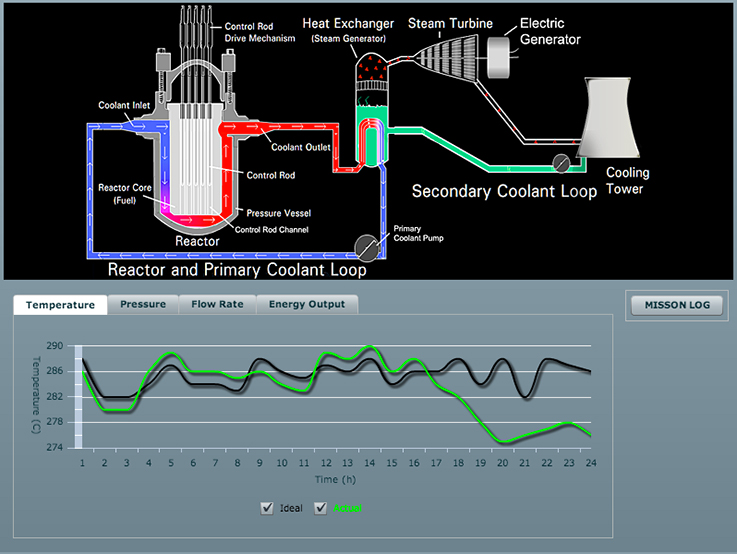 Control Rod
Drive Mechanism
Heat Exchanger
(Steam Generator)
Steam Turbine
Electric
Generator
Coolant Inlet
Coolant Outlet
Control Rod
Reactor Core
(Fuel)
Pressure Vessel
Control Rod Channel
Reactor
Primary
Coolant Pump
Secondary Coolant Loop
Cooling
Tower
Reactor and Primary Coolant Loop
Temperature
Pressure
Flow Rate
Energy Output
MISSON LOG
Temperature (C)
290
286
282
278
274
1 2 3 4 5 6 7 8 9 10 11 12 13 14 15 16 17 18 19 20 21 22 23 24
Time (h)
Ideal
Actual